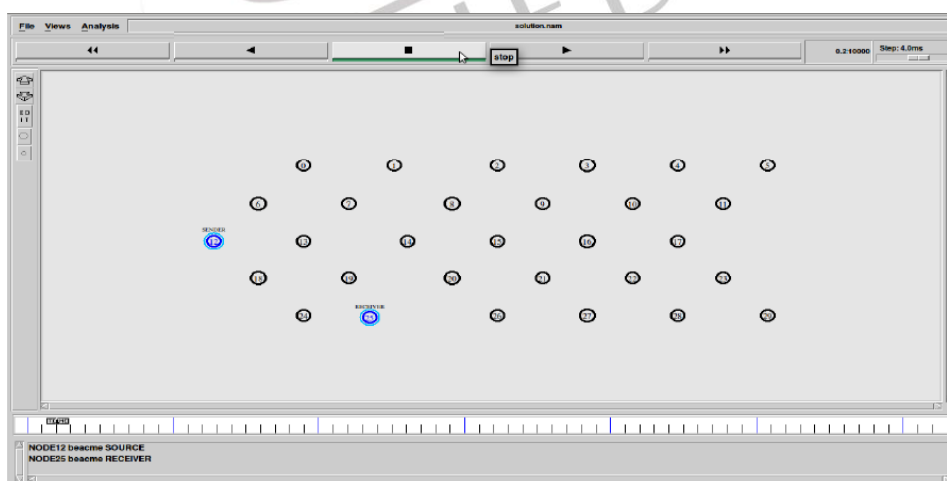 File Views Analysis solution.nam
0.210000 Step: 4.0ms
stop
0 1 2 3 4 5
6 7 8 9 10 11
SENDER
12 13 14 15 16 17
18 19 20 21 22 23
RECEIVER
24 25 26 27 28 29
NODE12 beacme SOURCE
NODE25 beacme RECEIVER